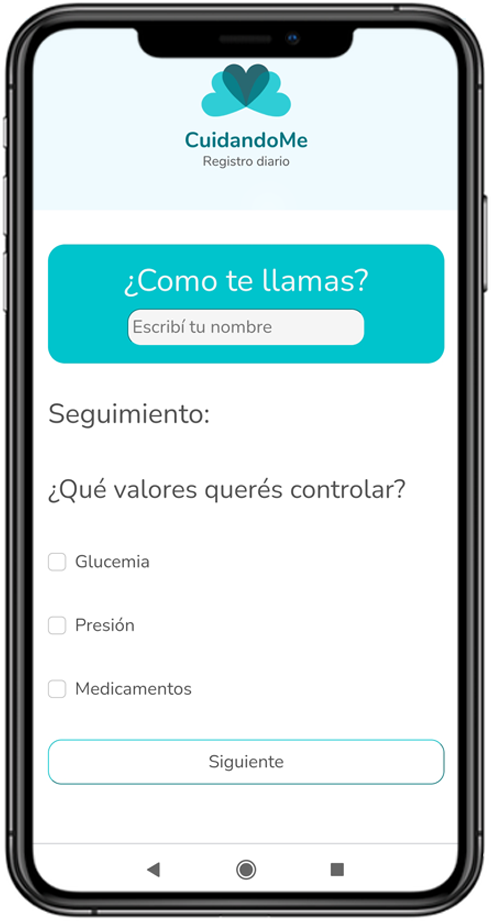 CuidandoMe
Registro diario
¿Como te llamas?
Escribí tu nombre
Seguimiento:
¿Qué valores querés controlar?
Glucemia
Presión
Medicamentos
Siguiente